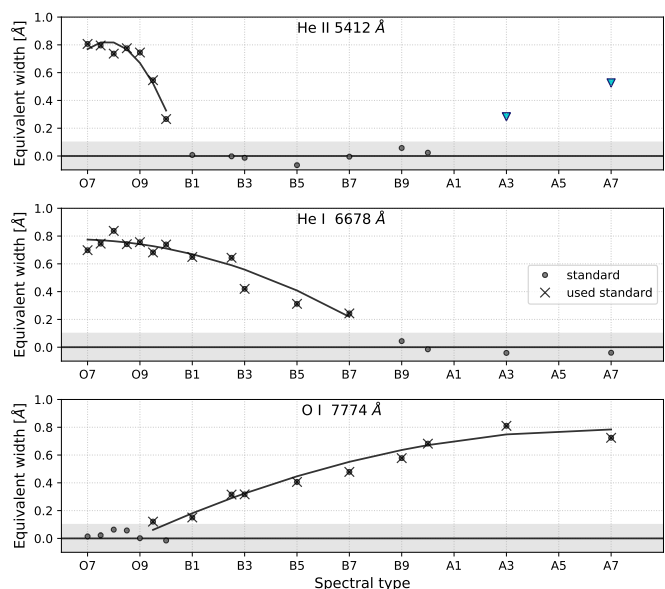 He II 5412 Å
Equivalent width [Å]
1.0
0.8
0.6
0.4
0.2
0.0
O7 O9 B1 B3 B5 B7 B9 A1 A3 A5 A7
He I 6678 Å
Equivalent width [Å]
1.0
0.8
0.6
0.4
0.2
0.0
standard
used standard
O7 O9 B1 B3 B5 B7 B9 A1 A3 A5 A7
O I 7774 Å
Equivalent width [Å]
1.0
0.8
0.6
0.4
0.2
0.0
O7 O9 B1 B3 B5 B7 B9 A1 A3 A5 A7
Spectral type